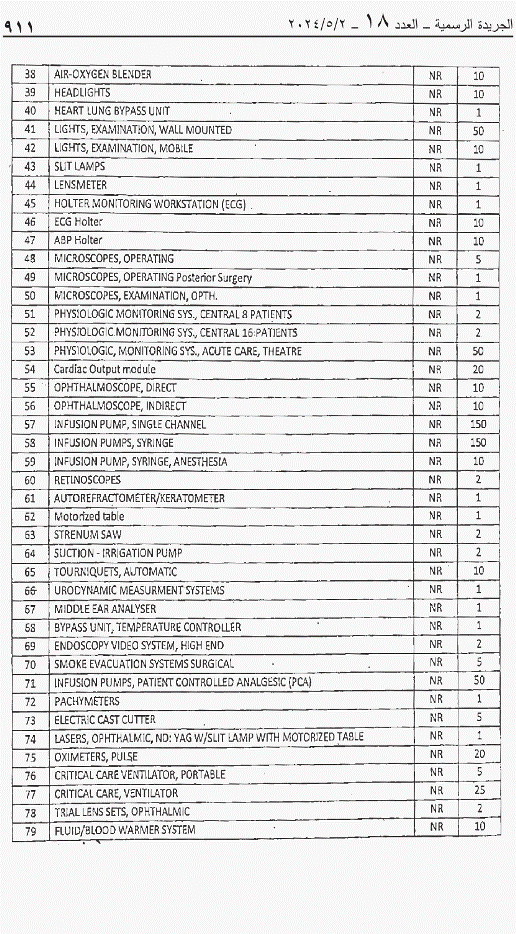 الجريدة الرسمية – العدد ١٨ – ٢٠٢٤/٥/٢ ٩١١
38 AIR-OXYGEN BLENDER NR 10
39 HEADLIGHTS NR 10
40 HEART LUNG BYPASS UNIT NR 1
41 LIGHTS, EXAMINATION, WALL MOUNTED NR 50
42 LIGHTS, EXAMINATION, MOBILE NR 10
43 SLIT LAMPS NR 1
44 LENSMETER NR 1
45 HOLTER MONITORING WORKSTATION (ECG) NR 1
46 ECG Holter NR 10
47 ABP Holter NR 10
48 MICROSCOPES, OPERATING NR 5
49 MICROSCOPES, OPERATING Posterior Surgery NR 1
50 MICROSCOPES, EXAMINATION, OPTH. NR 1
51 PHYSIOLOGIC MONITORING SYS., CENTRAL 8 PATIENTS NR 2
52 PHYSIOLOGIC MONITORING SYS., CENTRAL 16 PATIENTS NR 2
53 PHYSIOLOGIC, MONITORING SYS., ACUTE CARE, THEATRE NR 50
54 Cardiac Output module NR 20
55 OPHTHALMOSCOPE, DIRECT NR 10
56 OPHTHALMOSCOPE, INDIRECT NR 10
57 INFUSION PUMP, SINGLE CHANNEL NR 150
58 INFUSION PUMPS, SYRINGE NR 150
59 INFUSION PUMP, SYRINGE, ANESTHESIA NR 10
60 RETINOSCOPES NR 2
61 AUTOREFRACTOMETER/KERATOMETER NR 1
62 Motorized table NR 1
63 STRENUM SAW NR 2
64 SUCTION - IRRIGATION PUMP NR 2
65 TOURNIQUETS, AUTOMATIC NR 10
66 URODYNAMIC MEASURMENT SYSTEMS NR 1
67 MIDDLE EAR ANALYSER NR 1
68 BYPASS UNIT, TEMPERATURE CONTROLLER NR 1
69 ENDOSCOPY VIDEO SYSTEM, HIGH END NR 2
70 SMOKE EVACUATION SYSTEMS SURGICAL NR 5
71 INFUSION PUMPS, PATIENT CONTROLLED ANALGESIC (PCA) NR 50
72 PACHYMETERS NR 1
73 ELECTRIC CAST CUTTER NR 5
74 LASERS, OPHTHALMIC, ND: YAG W/SLIT LAMP WITH MOTORIZED TABLE NR 1
75 OXIMETERS, PULSE NR 20
76 CRITICAL CARE VENTILATOR, PORTABLE NR 5
77 CRITICAL CARE, VENTILATOR NR 25
78 TRIAL LENS SETS, OPHTHALMIC NR 2
79 FLUID/BLOOD WARMER SYSTEM NR 10